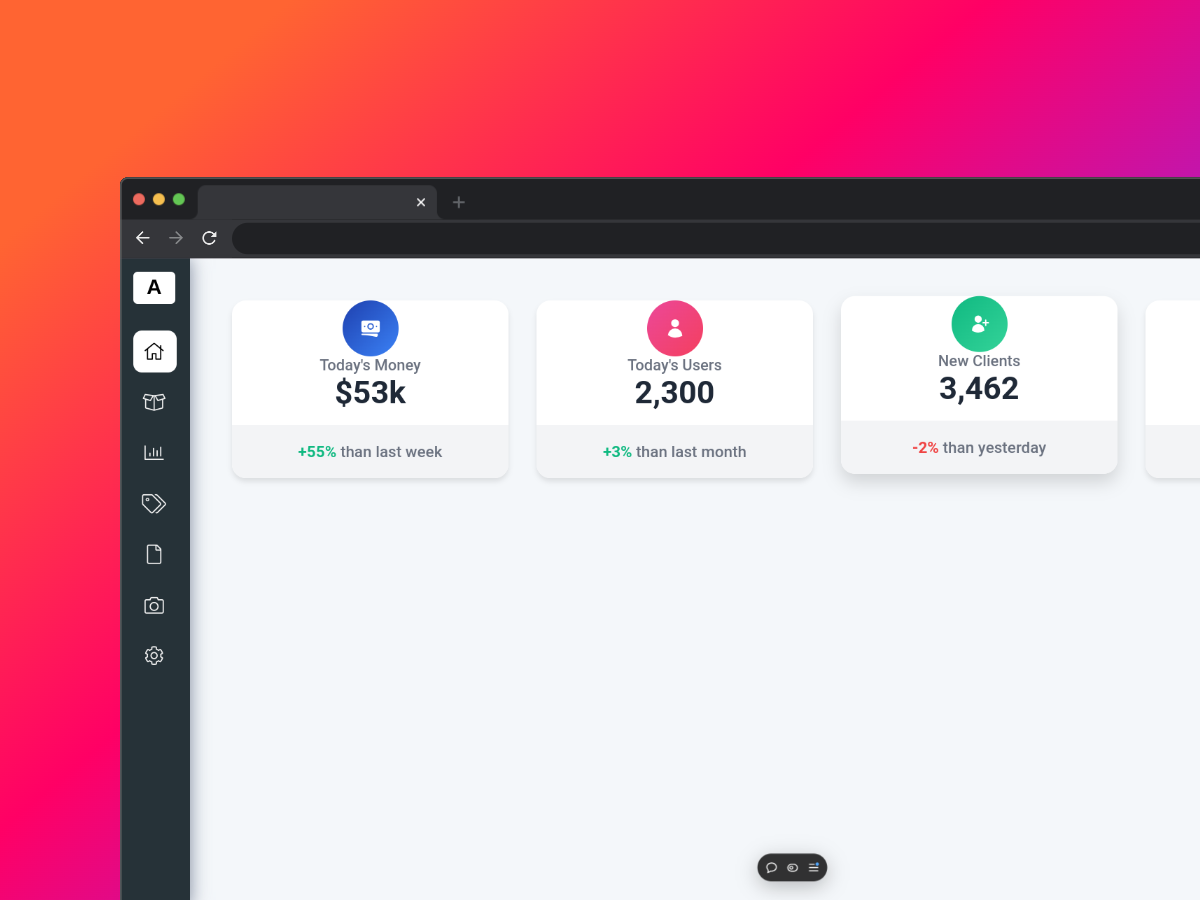 A
Today's Money
$53k
+55% than last week
Today's Users
2,300
+3% than last month
New Clients
3,462
-2% than yesterday